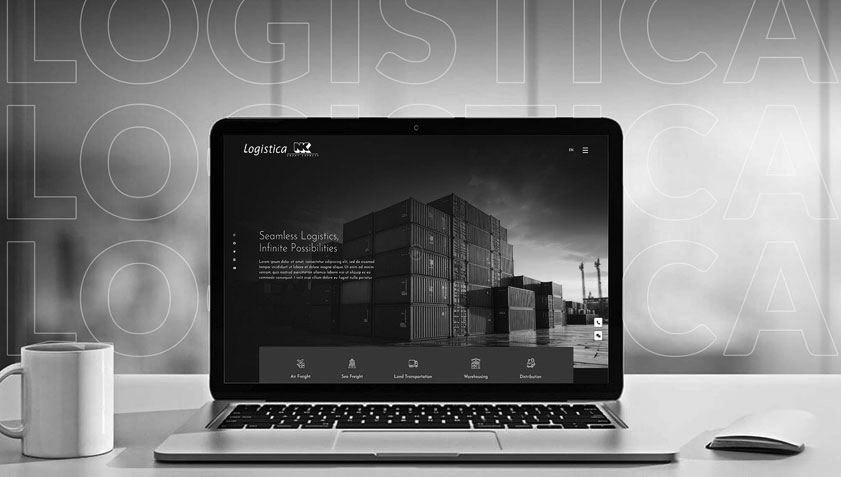 LOGISTICA
LOGISTICA
LOGISTICA
Logistica NK
EN
Seamless Logistics,
Infinite Possibilities
Lorem ipsum dolor sit amet, consectetur adipiscing elit, sed do eiusmod
tempor incididunt ut labore et dolore magna aliqua. Ut enim ad minim
veniam, quis nostrud exercitation ullamco laboris nisi ut aliquip ex ea
commodo consequat.
Air Freight
Sea Freight
Land Transportation
Warehousing
Distribution